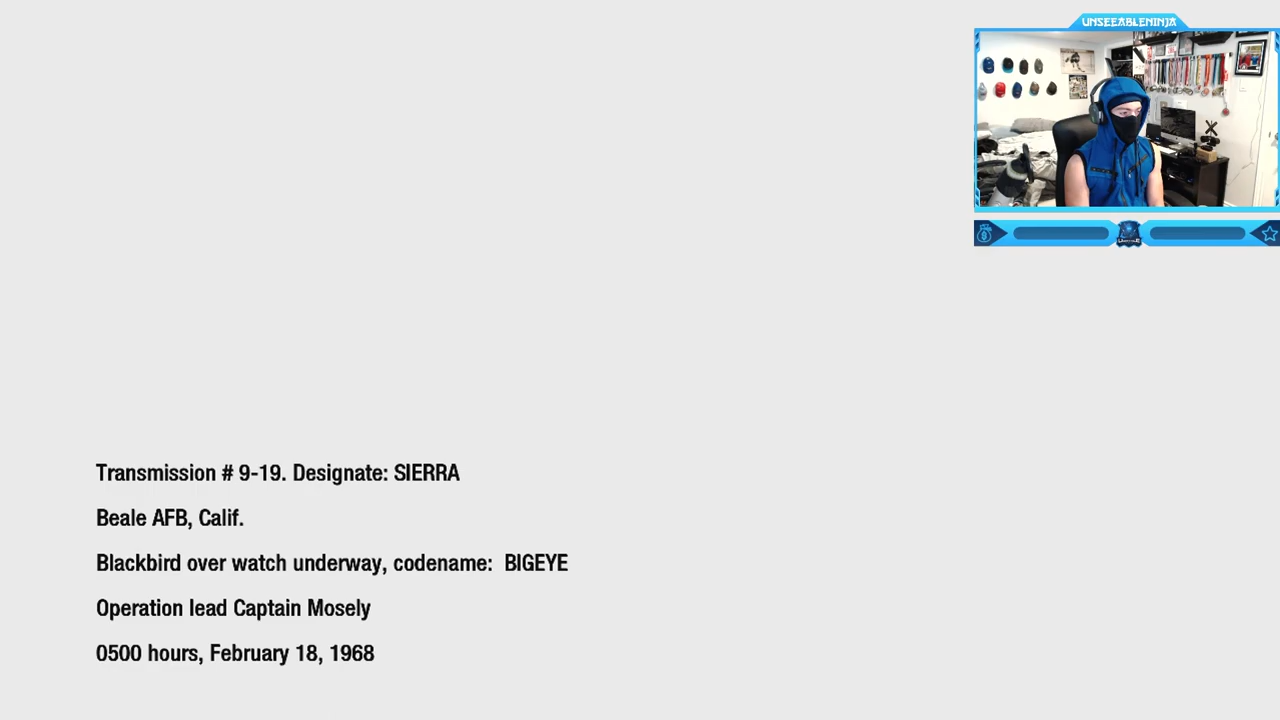 UNSEEABLENINJA
Transmission # 9-19. Designate: SIERRA
Beale AFB, Calif.
Blackbird over watch underway, codename:  BIGEYE
Operation lead Captain Mosely
0500 hours, February 18, 1968